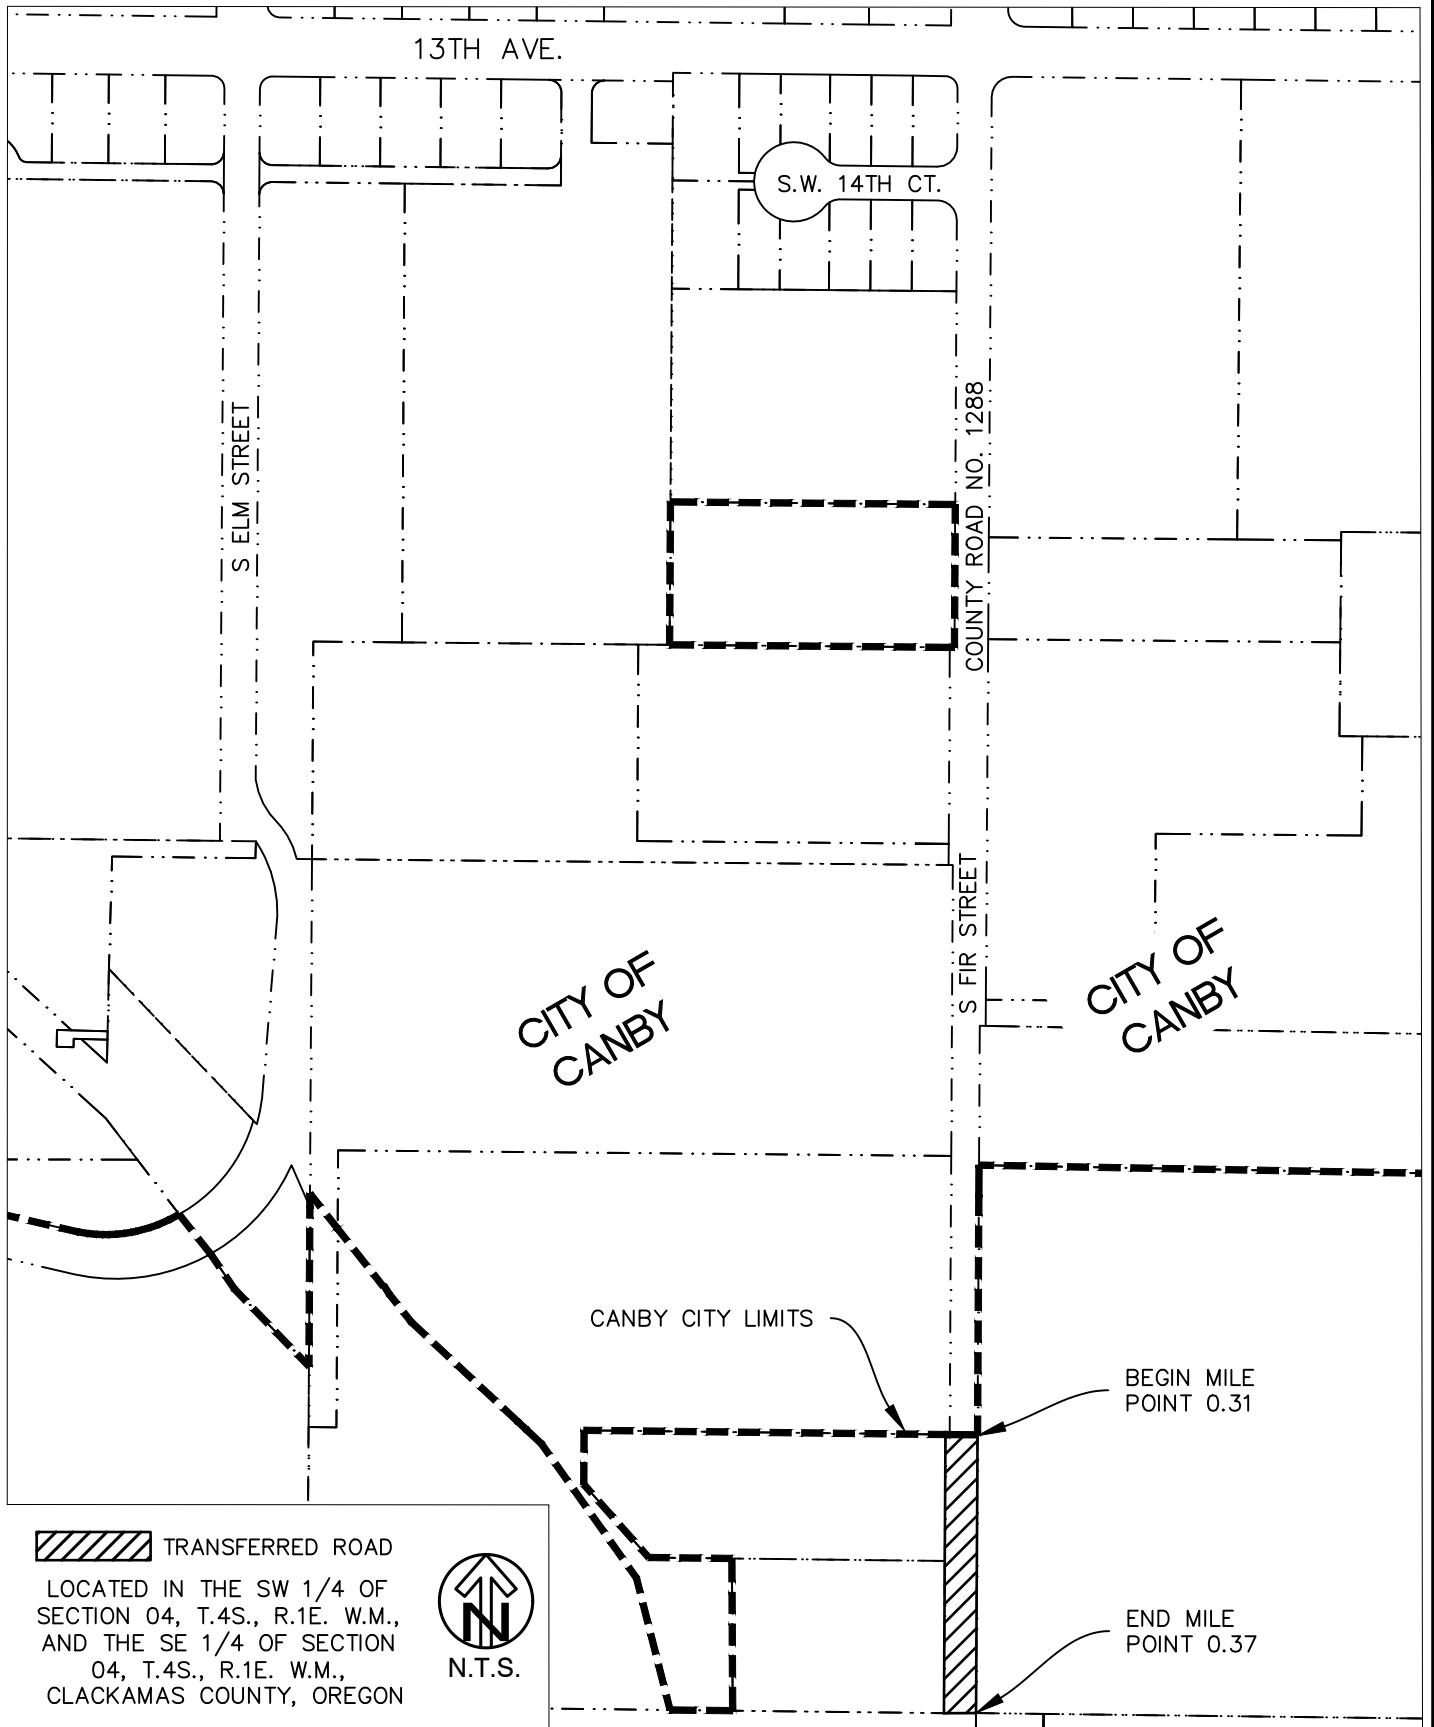 13TH AVE.
S.W. 14TH CT.
S ELM STREET
COUNTY ROAD NO. 1288
S FIR STREET
CITY OF
CANBY
CITY OF
CANBY
CANBY CITY LIMITS
BEGIN MILE
POINT 0.31
END MILE
POINT 0.37
TRANSFERRED ROAD
LOCATED IN THE SW 1/4 OF
SECTION 04, T.4S., R.1E. W.M.,
AND THE SE 1/4 OF SECTION
04, T.4S., R.1E. W.M.,
CLACKAMAS COUNTY, OREGON
N
N.T.S.